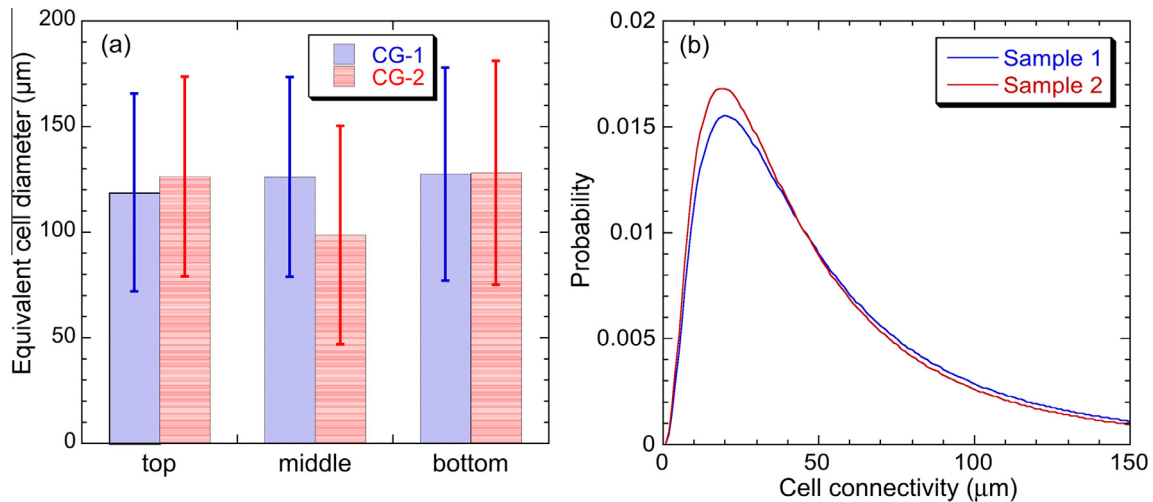 (a)
CG-1
CG-2
Equivalent cell diameter (µm)
200
150
100
50
0
top
middle
bottom
(b)
Sample 1
Sample 2
Probability
0.02
0.015
0.01
0.005
0
0
50
100
150
Cell connectivity (µm)